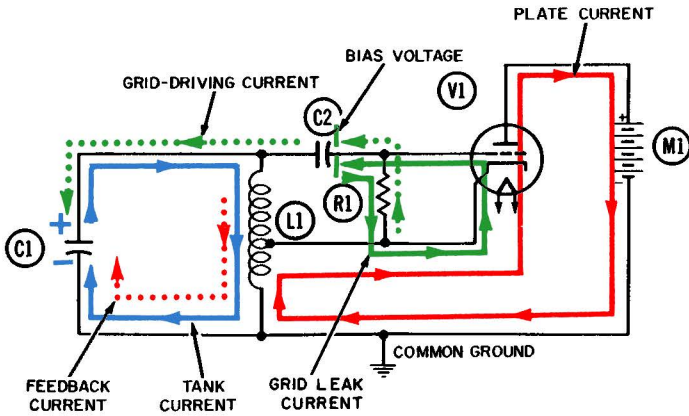 PLATE CURRENT
BIAS VOLTAGE
V1
GRID-DRIVING CURRENT
C2
+
M1
-
R1
L1
+
C1
-
COMMON GROUND
FEEDBACK
CURRENT
TANK
CURRENT
GRID LEAK
CURRENT